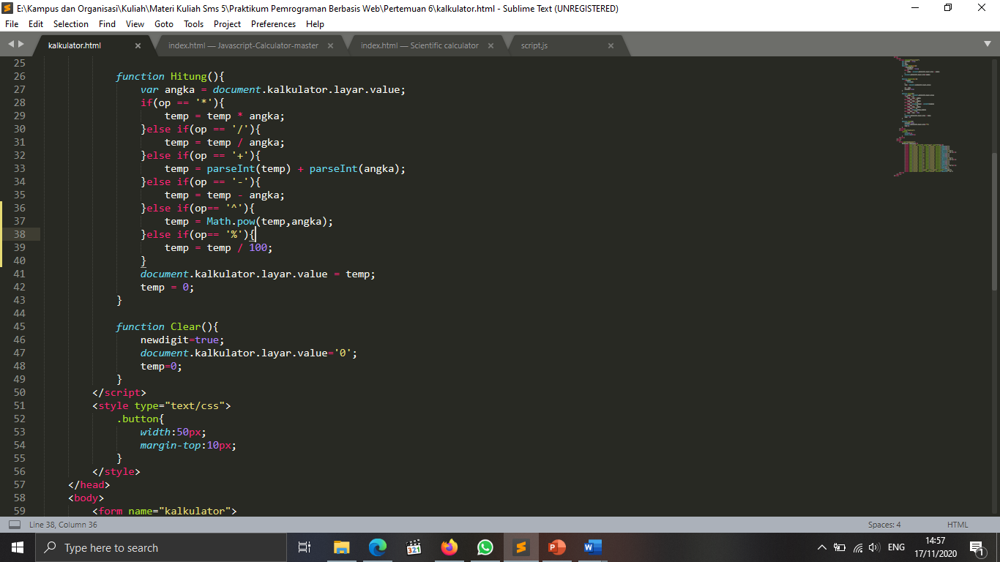 E:\Kampus dan Organisasi\Kuliah\Materi Kuliah Sms 5\Praktikum Pemrograman Berbasis Web\Pertemuan 6\kalkulator.html - Sublime Text (UNREGISTERED)
File Edit Selection Find View Goto Tools Project Preferences Help
kalkulator.html index.html — Javascript-Calculator-master index.html — Scientific calculator script.js
25
26 function Hitung(){
27 var angka = document.kalkulator.layar.value;
28 if(op == '*'){
29 temp = temp * angka;
30 }else if(op == '/'){
31 temp = temp / angka;
32 }else if(op == '+'){
33 temp = parseInt(temp) + parseInt(angka);
34 }else if(op == '-'){
35 temp = temp - angka;
36 }else if(op== '^'){
37 temp = Math.pow(temp,angka);
38 }else if(op== '%'){
39 temp = temp / 100;
40 }
41 document.kalkulator.layar.value = temp;
42 temp = 0;
43 }
44
45 function Clear(){
46 newdigit=true;
47 document.kalkulator.layar.value='0';
48 temp=0;
49 }
50 </script>
51 <style type="text/css">
52 .button{
53 width:50px;
54 margin-top:10px;
55 }
56 </style>
57 </head>
58 <body>
59 <form name="kalkulator">
Line 38, Column 36 Spaces: 4 HTML
Type here to search 321 ENG 14:57
17/11/2020 1